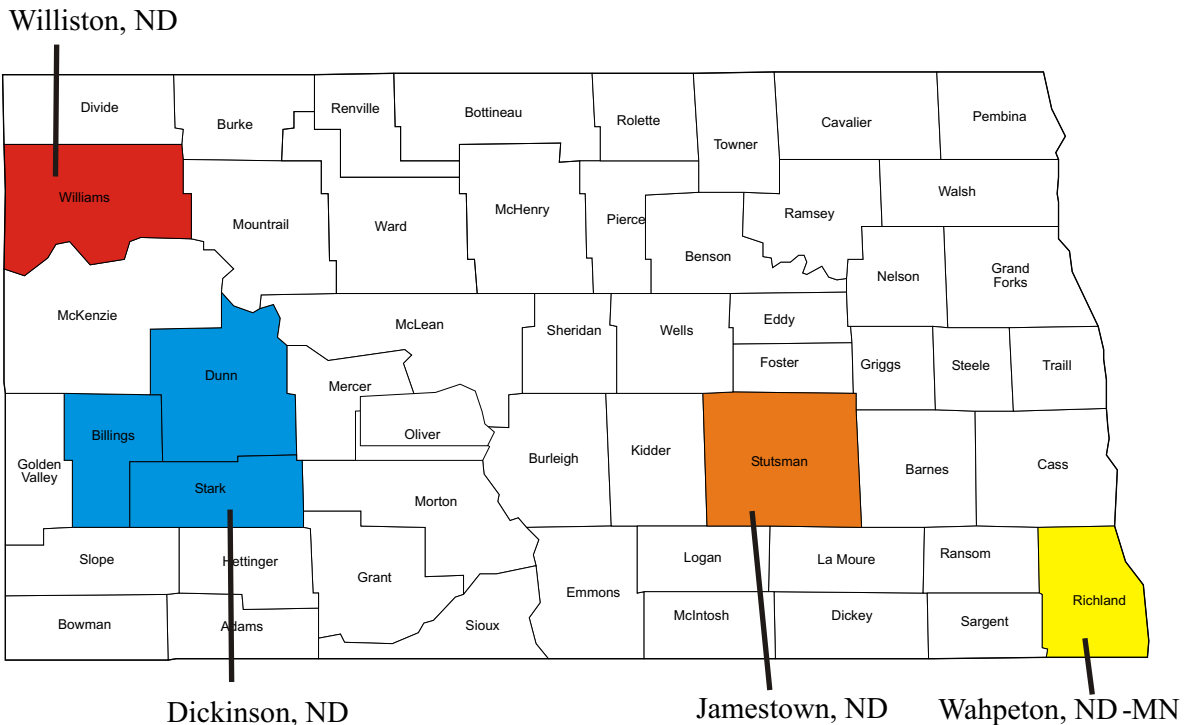 Williston, ND
Divide
Burke
Renville
Bottineau
Rolette
Towner
Cavalier
Pembina
Williams
Mountrail
Ward
McHenry
Pierce
Benson
Ramsey
Walsh
Nelson
Grand
Forks
McKenzie
McLean
Sheridan
Wells
Eddy
Foster
Griggs
Steele
Traill
Dunn
Mercer
Oliver
Billings
Golden
Valley
Stark
Burleigh
Kidder
Stutsman
Barnes
Cass
Morton
Slope
Hettinger
Grant
Logan
La Moure
Ransom
Emmons
Richland
Bowman
Adams
Sioux
McIntosh
Dickey
Sargent
Dickinson, ND
Jamestown, ND
Wahpeton, ND -MN